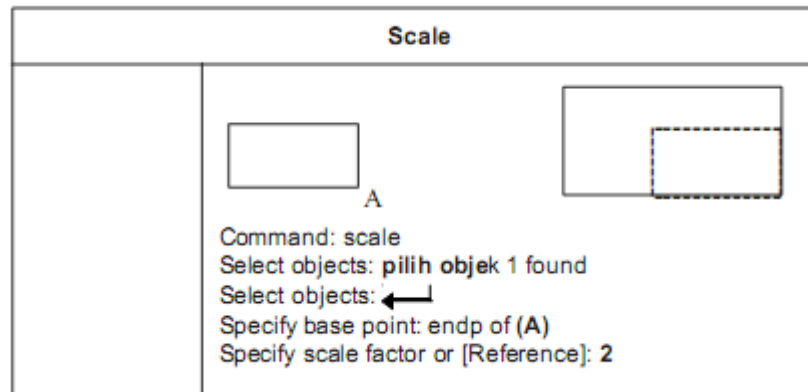 Scale
A
Command: scale
Select objects: pilih objek 1 found
Select objects:
Specify base point: endp of (A)
Specify scale factor or [Reference]: 2